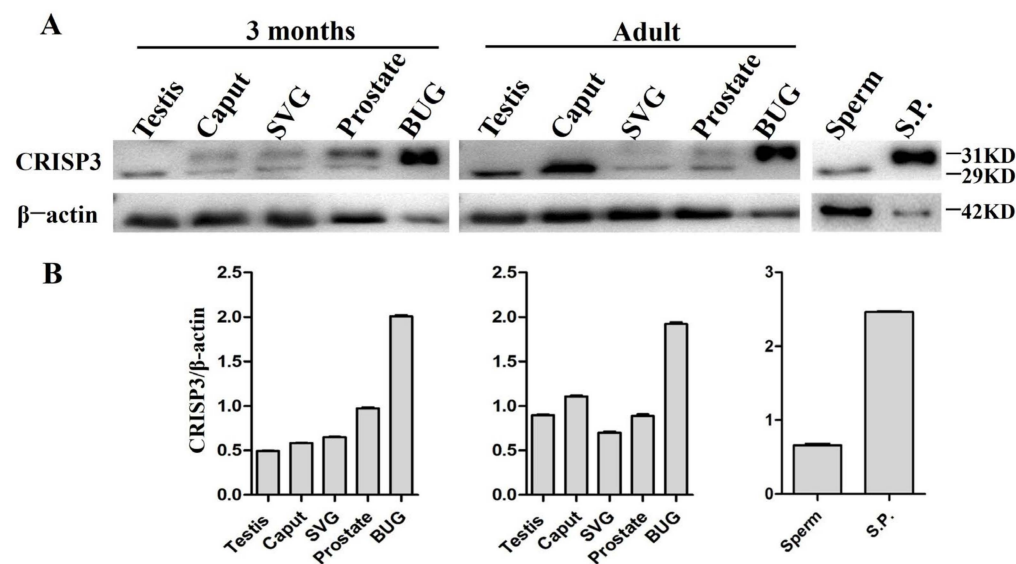 A
3 months
Adult
Testis
Caput
SVG
Prostate
BUG
Testis
Caput
SVG
Prostate
BUG
Sperm
S.P.
CRISP3
−31KD
−29KD
β−actin
−42KD
B
CRISP3/β-actin
2.5
2.0
1.5
1.0
0.5
0.0
Testis
Caput
SVG
Prostate
BUG
2.5
2.0
1.5
1.0
0.5
0.0
Testis
Caput
SVG
Prostate
BUG
3
2
1
0
Sperm
S.P.